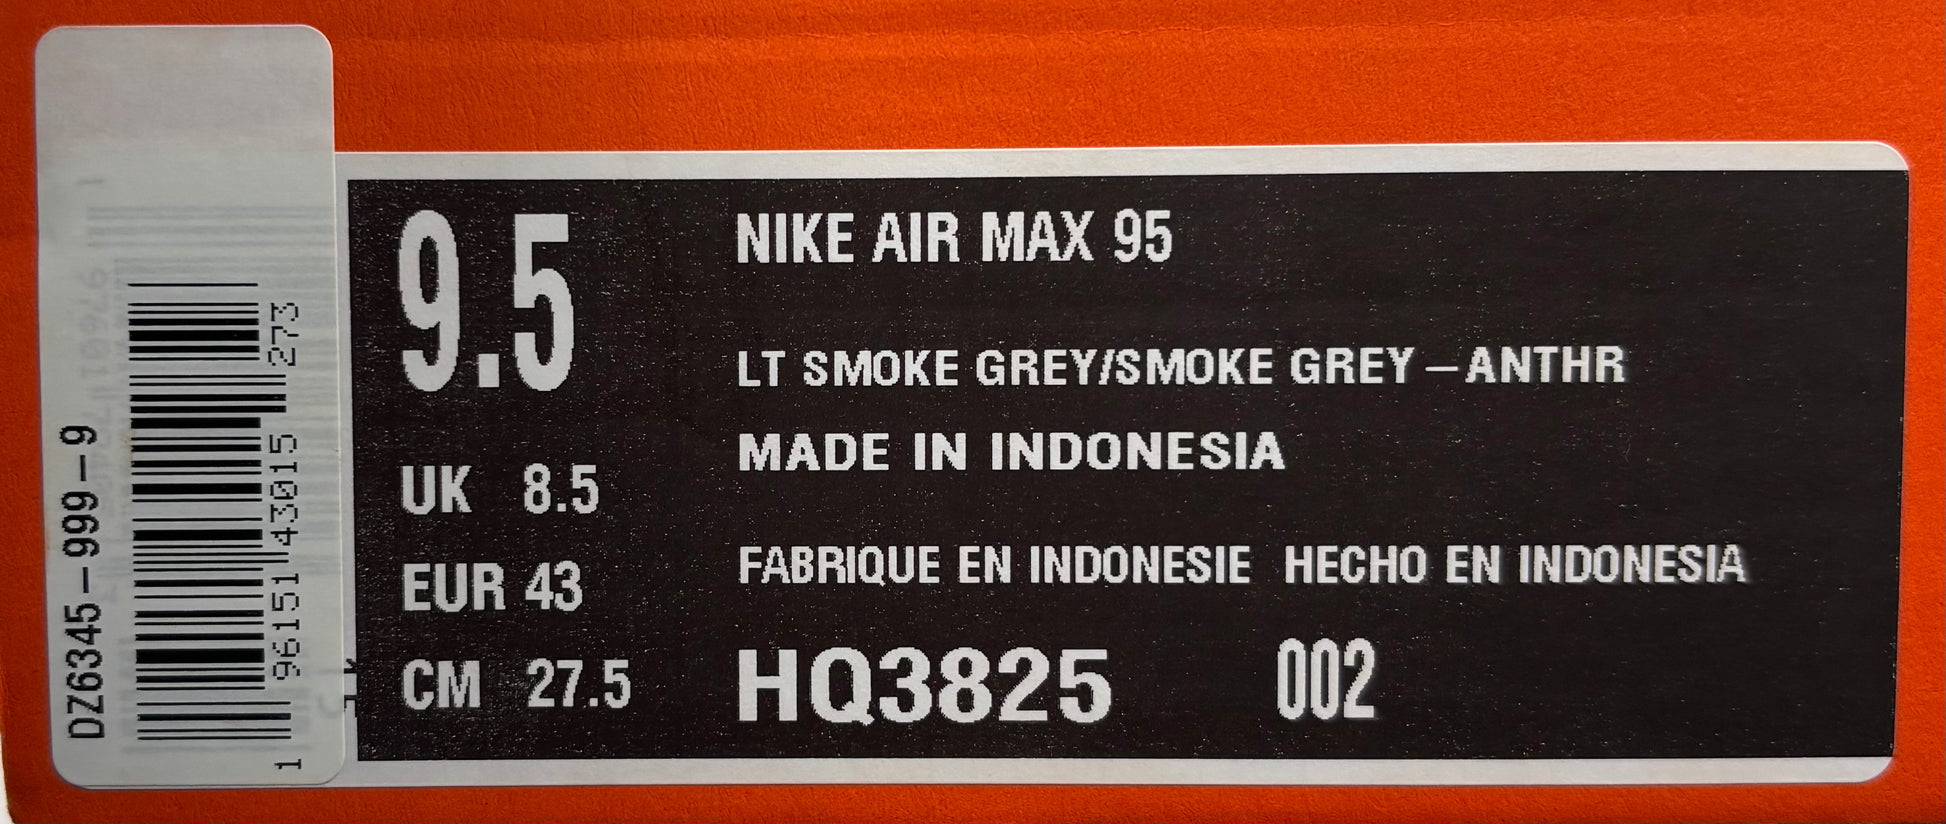 DZ6345-999-9
1 96151 43015 273
9.5
UK 8.5
EUR 43
CM 27.5
NIKE AIR MAX 95
LT SMOKE GREY/SMOKE GREY –ANTHR
MADE IN INDONESIA
FABRIQUE EN INDONESIE HECHO EN INDONESIA
HQ3825 002